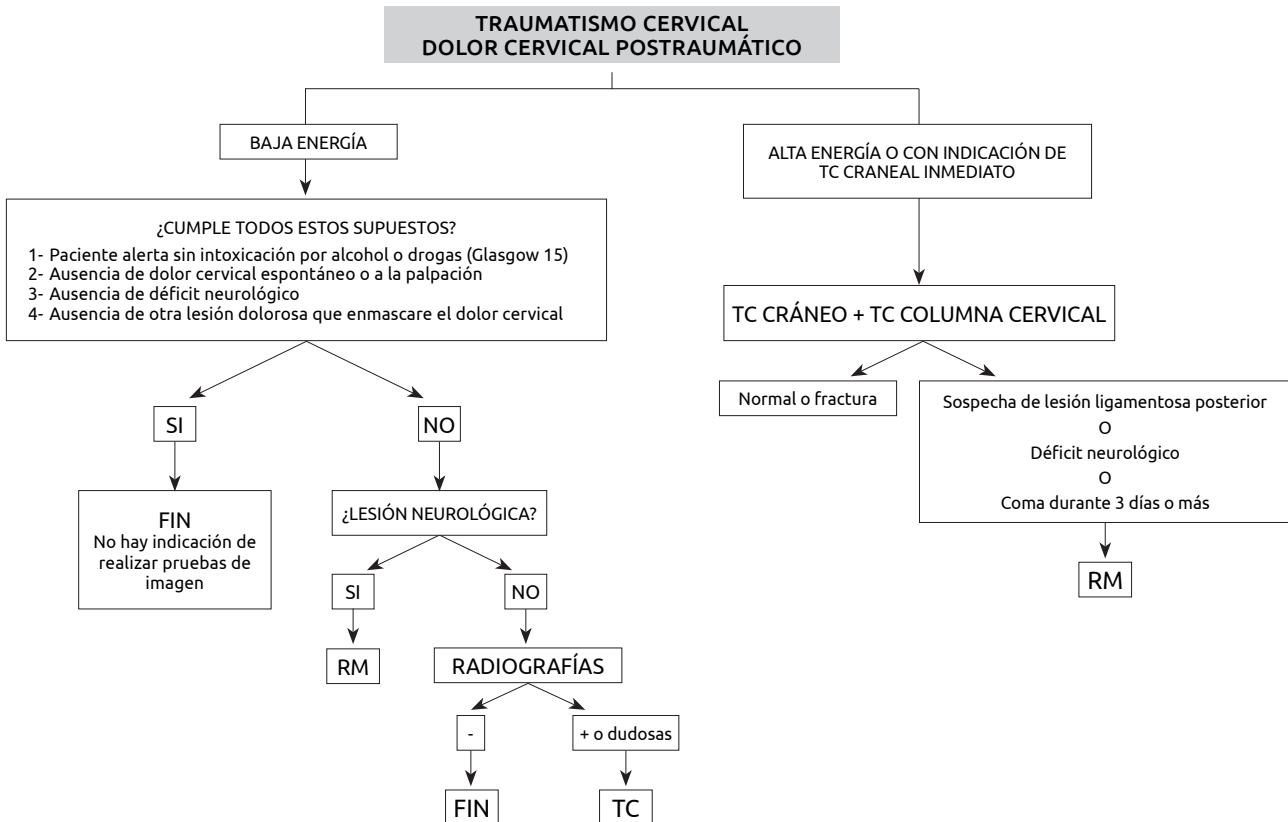 TRAUMATISMO CERVICAL
DOLOR CERVICAL POSTRAUMÁTICO
BAJA ENERGÍA
ALTA ENERGÍA O CON INDICACIÓN DE
TC CRANEAL INMEDIATO
¿CUMPLE TODOS ESTOS SUPUESTOS?
1- Paciente alerta sin intoxicación por alcohol o drogas (Glasgow 15)
2- Ausencia de dolor cervical espontáneo o a la palpación
3- Ausencia de déficit neurológico
4- Ausencia de otra lesión dolorosa que enmascare el dolor cervical
TC CRÁNEO + TC COLUMNA CERVICAL
Normal o fractura
Sospecha de lesión ligamentosa posterior
O
Déficit neurológico
O
Coma durante 3 días o más
SI
NO
FIN
No hay indicación de
realizar pruebas de
imagen
¿LESIÓN NEUROLÓGICA?
RM
SI
NO
RM
RADIOGRAFÍAS
-
+ o dudosas
FIN
TC